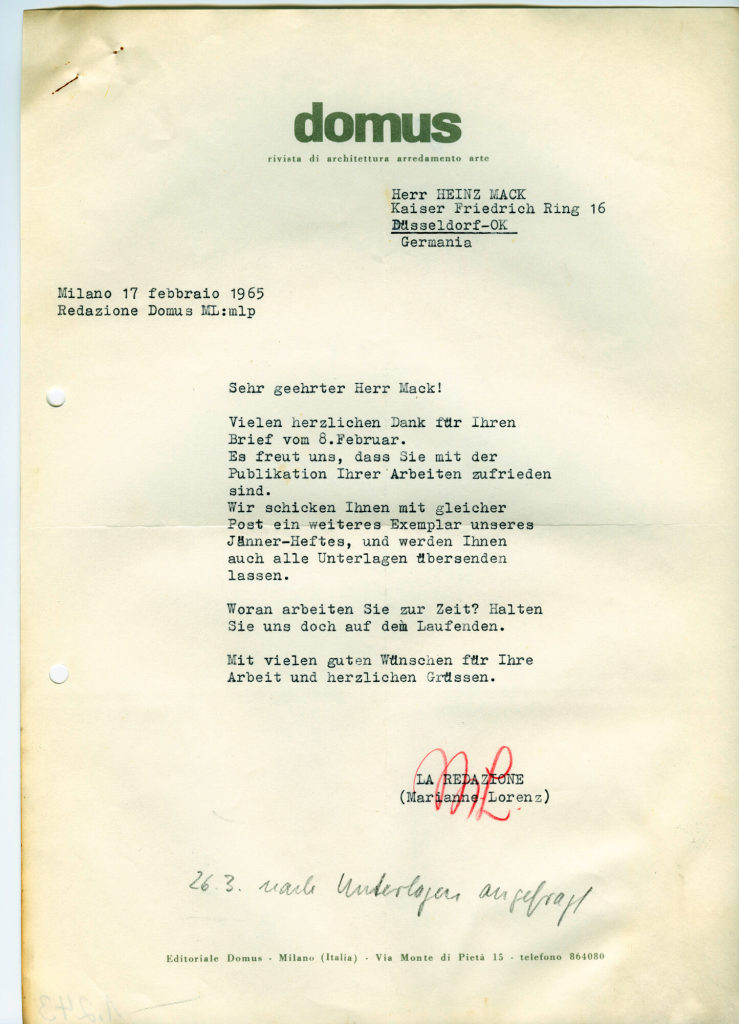 domus
rivista di architettura arredamento arte
Herr HEINZ MACK
Kaiser Friedrich Ring 16
Düsseldorf-OK
Germania
Milano 17 febbraio 1965
Redazione Domus ML:mlp
Sehr geehrter Herr Mack!
Vielen herzlichen Dank für Ihren
Brief vom 8.Februar.
Es freut uns, dass Sie mit der
Publikation Ihrer Arbeiten zufrieden
sind.
Wir schicken Ihnen mit gleicher
Post ein weiteres Exemplar unseres
Jänner-Heftes, und werden Ihnen
auch alle Unterlagen übersenden
lassen.
Woran arbeiten Sie zur Zeit? Halten
Sie uns doch auf dem Laufenden.
Mit vielen guten Wünschen für Ihre
Arbeit und herzlichen Grüssen.
ML.
LA REDAZIONE
(Marianne Lorenz)
26.3. nach Unterlagen angefragt
Editoriale Domus · Milano (Italia) · Via Monte di Pietà 15 · telefono 864080